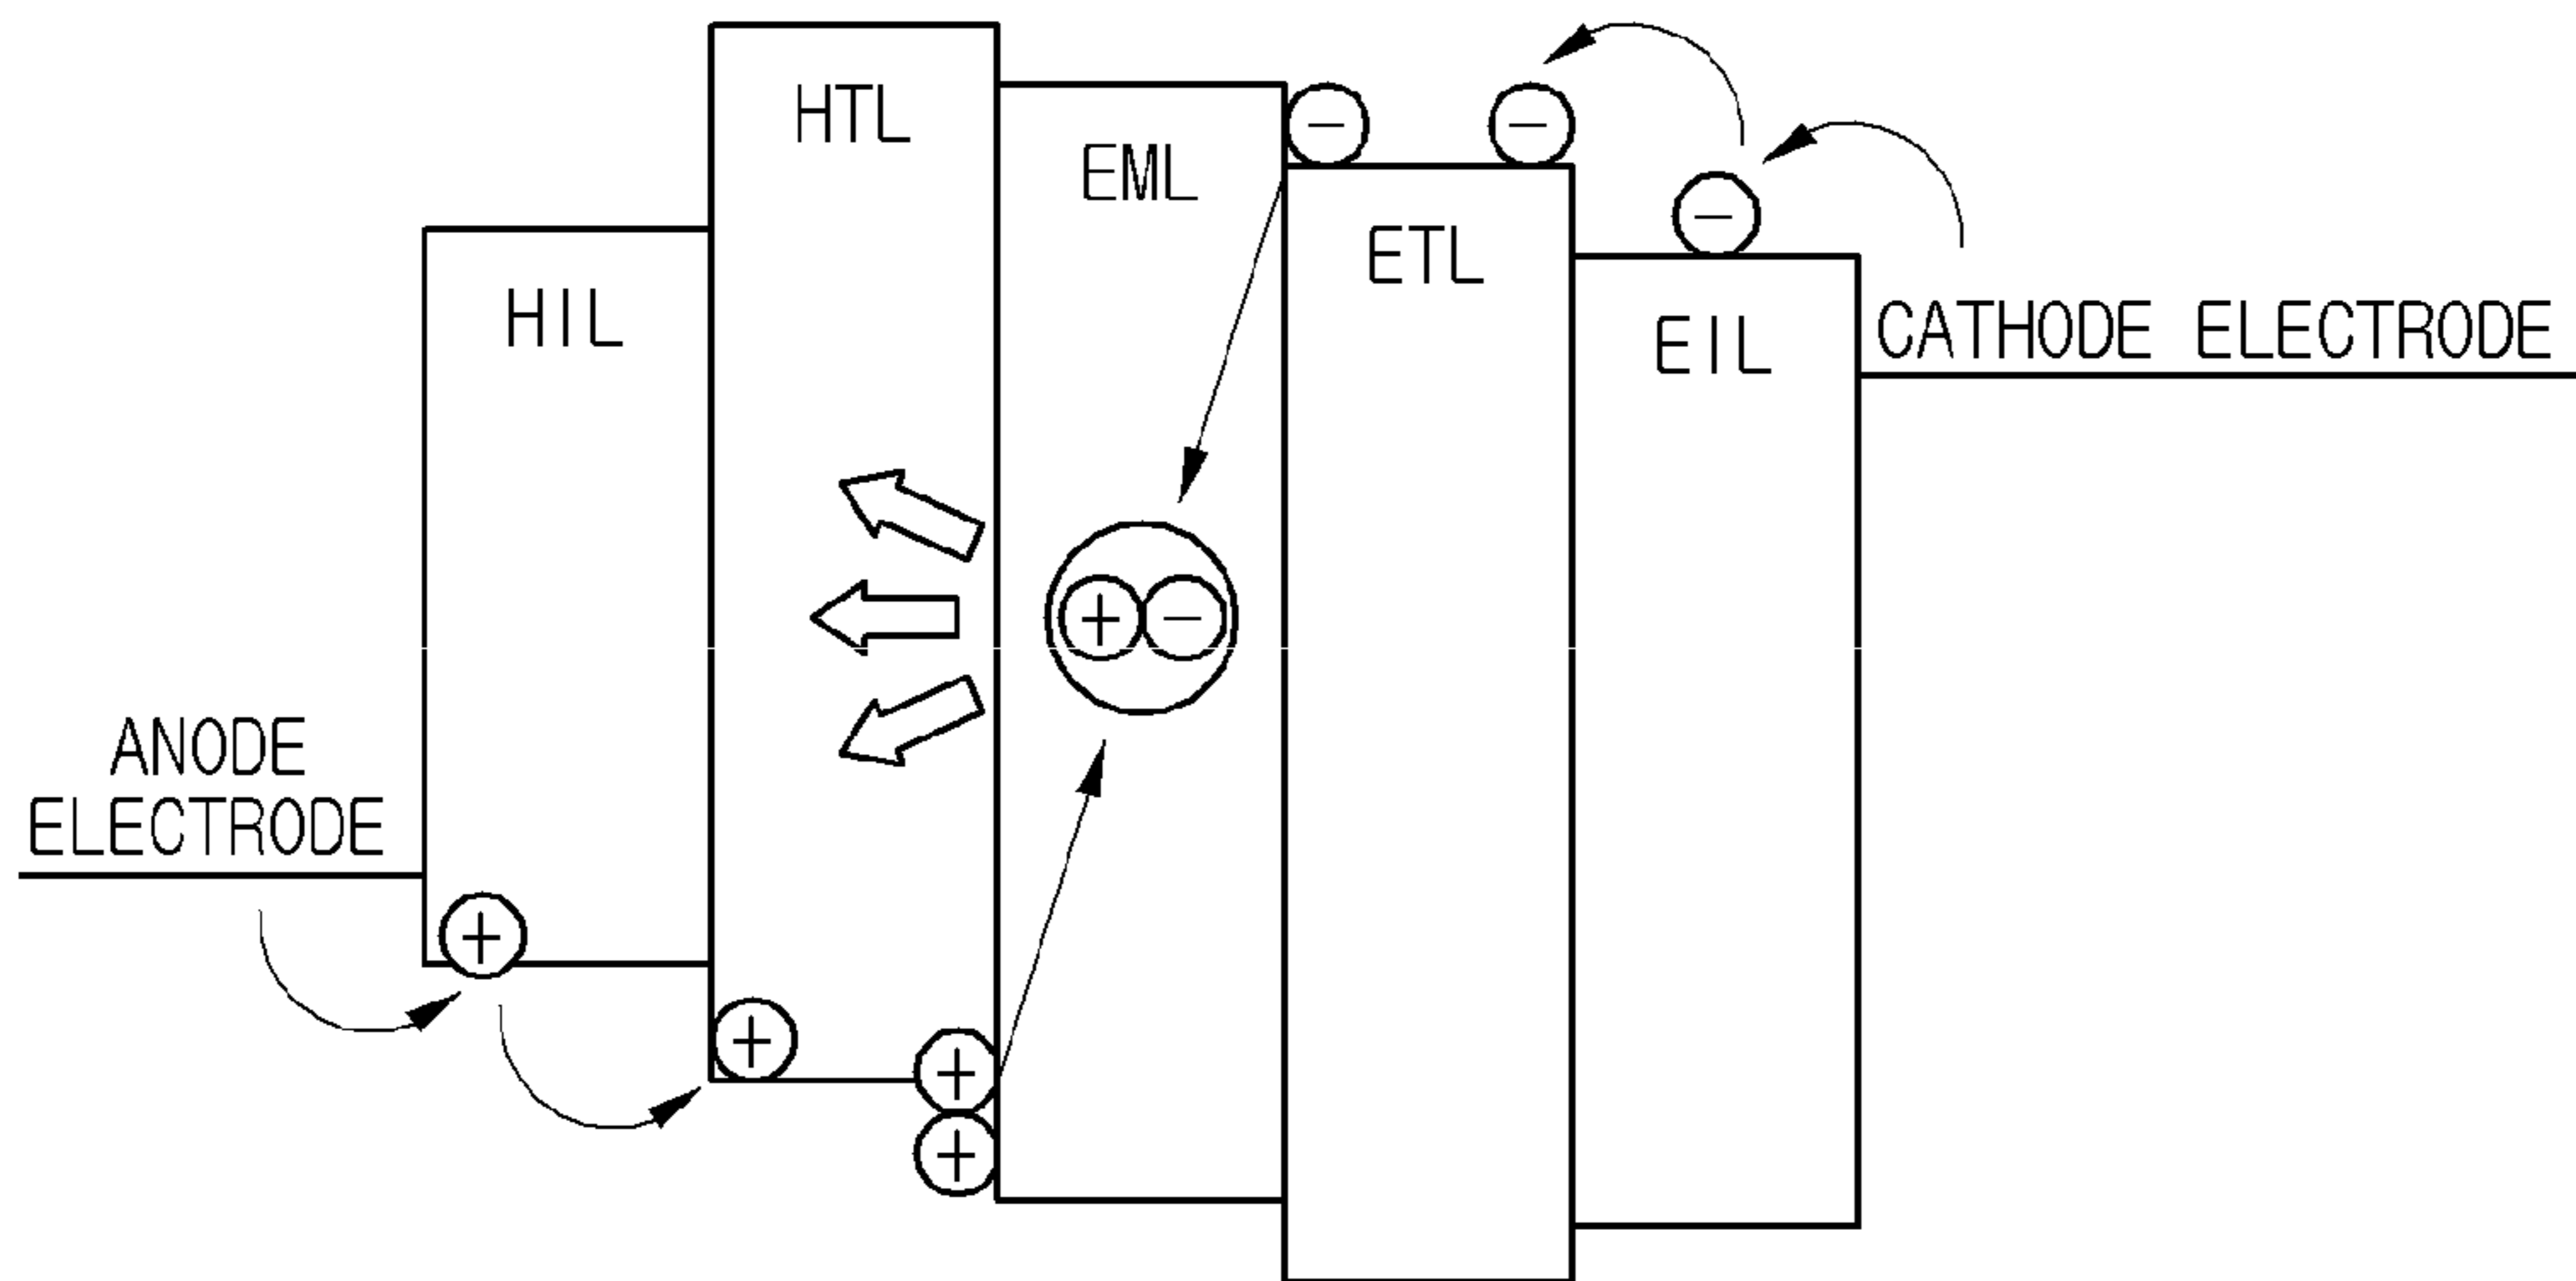 HTL
EML
ETL
HIL
EIL
CATHODE ELECTRODE
ANODE
ELECTRODE